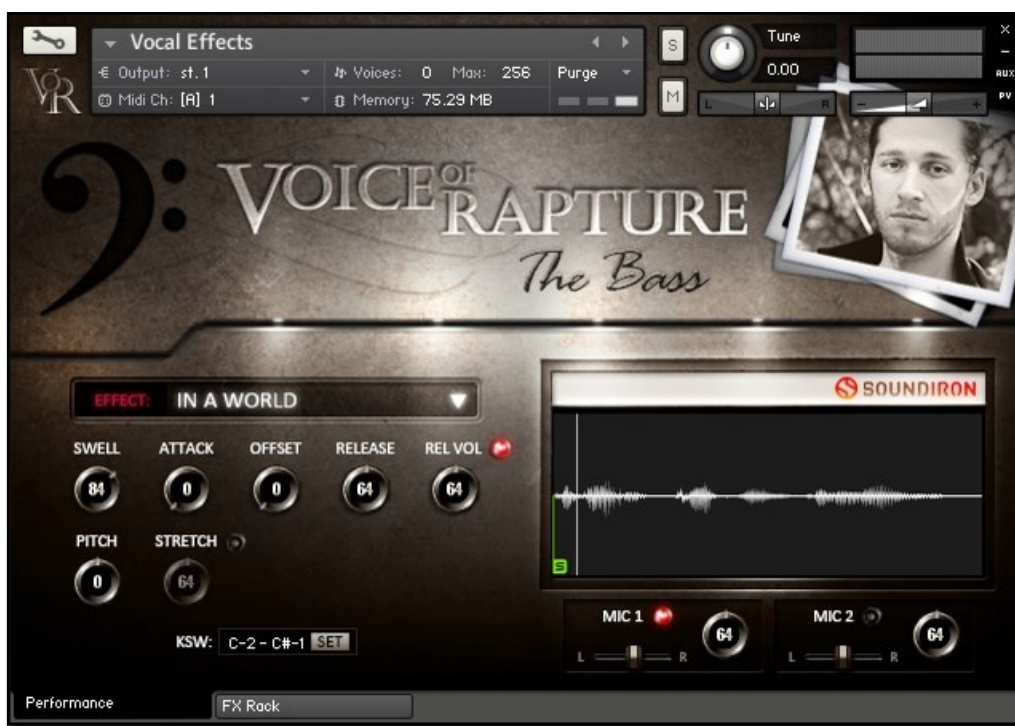 Vocal Effects
Output: st.1
Voices: 0 Max: 256
Purge
Midi Ch: [A] 1
Memory: 75.29 MB
S
M
Tune
0.00
L R
- +
×
–
AUX
PV
VOR
VOICE OF RAPTURE
The Bass
EFFECT: IN A WORLD
SOUNDIRON
SWELL ATTACK OFFSET RELEASE REL VOL
84 0 0 64 64
PITCH STRETCH
0 64
S
KSW: C-2 - C#-1 SET
MIC 1 64
L R
MIC 2 64
L R
Performance
FX Rack